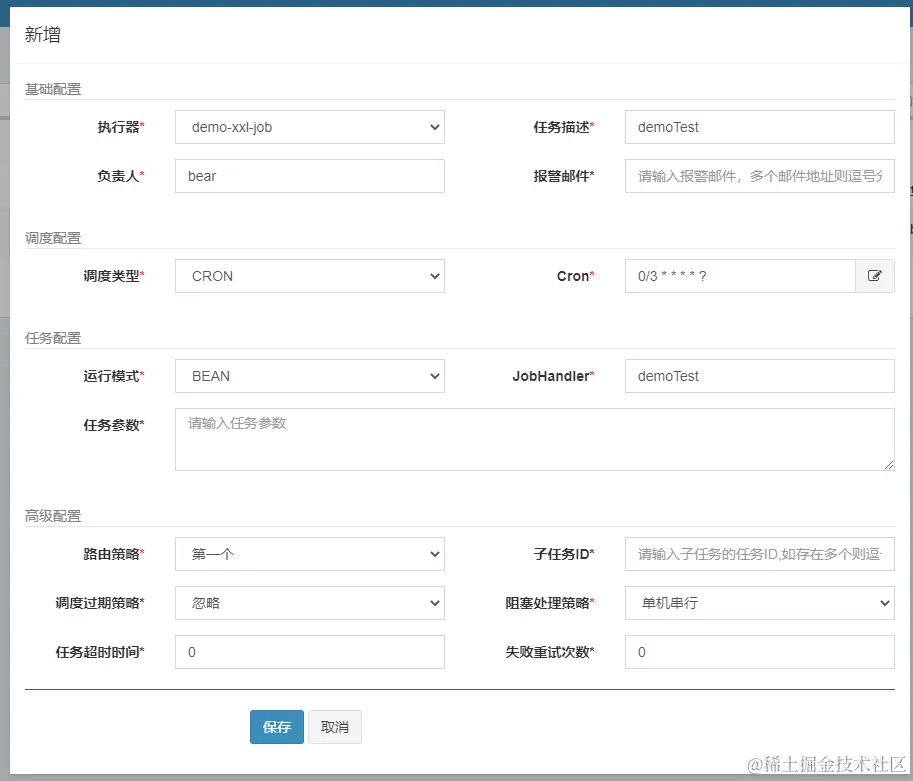 新增
基础配置
执行器* demo-xxl-job 任务描述* demoTest
负责人* bear 报警邮件* 请输入报警邮件，多个邮件地址则逗号分
调度配置
调度类型* CRON Cron* 0/3 * * * * ?
任务配置
运行模式* BEAN JobHandler* demoTest
任务参数* 请输入任务参数
高级配置
路由策略* 第一个 子任务ID* 请输入子任务的任务ID,如存在多个则逗
调度过期策略* 忽略 阻塞处理策略* 单机串行
任务超时时间* 0 失败重试次数* 0
保存 取消
@稀土掘金技术社区